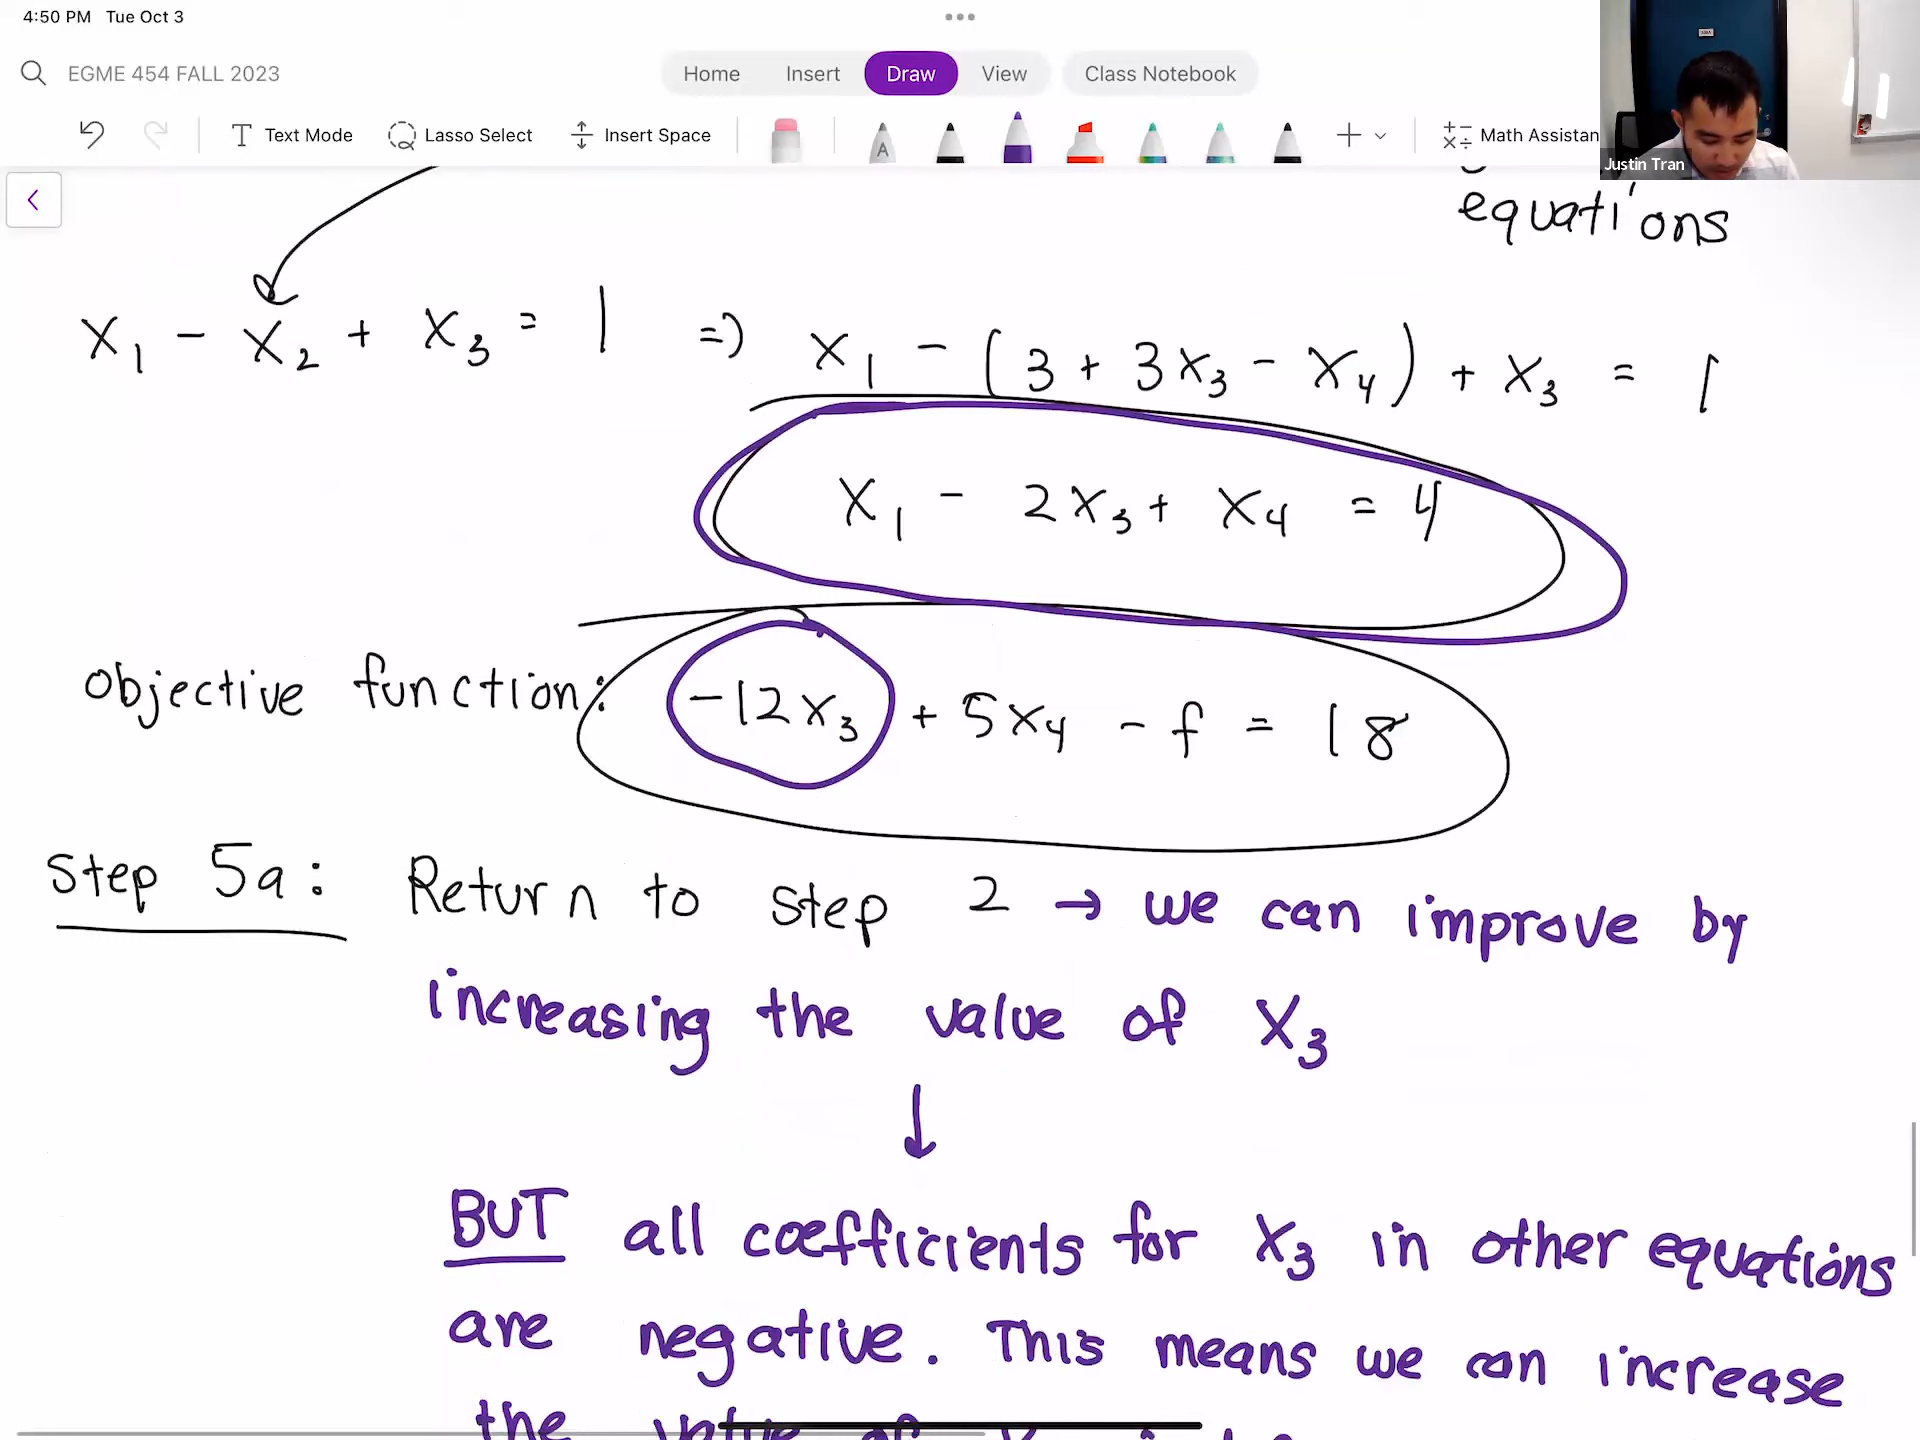 4:50 PM Tue Oct 3
EGME 454 FALL 2023
Home Insert Draw View Class Notebook
Text Mode Lasso Select Insert Space A Math Assistan
Justin Tran
equations
x₁ - x₂ + x₃ = 1 => x₁ - (3 + 3x₃ - x₄) + x₃ = 1
x₁ - 2x₃ + x₄ = 4
Objective function: -12x₃ + 5x₄ - f = 18
Step 5a: Return to step 2 → we can improve by
increasing the value of x₃
↓
BUT all coefficients for x₃ in other equations
are negative. This means we can increase
the value of